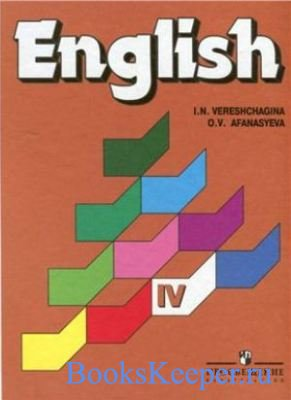 English
I.N. VERESHCHAGINA
O.V. AFANASYEVA
IV
BooksKeeper.ru